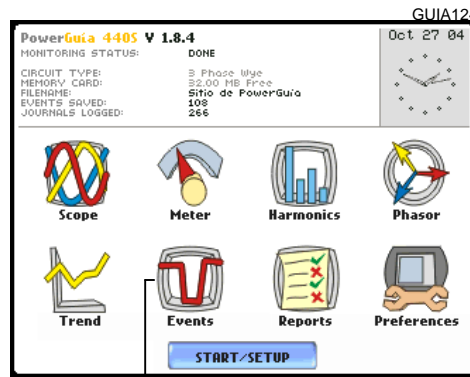 GUIA12
PowerGuía 440S V 1.8.4
Oct 27 04
MONITORING STATUS: DONE
CIRCUIT TYPE: 3 Phase Wye
MEMORY CARD: 32.00 MB Free
FILENAME: Sitio de PowerGuía
EVENTS SAVED: 108
JOURNALS LOGGED: 266
Scope Meter Harmonics Phasor
Trend Events Reports Preferences
START/SETUP